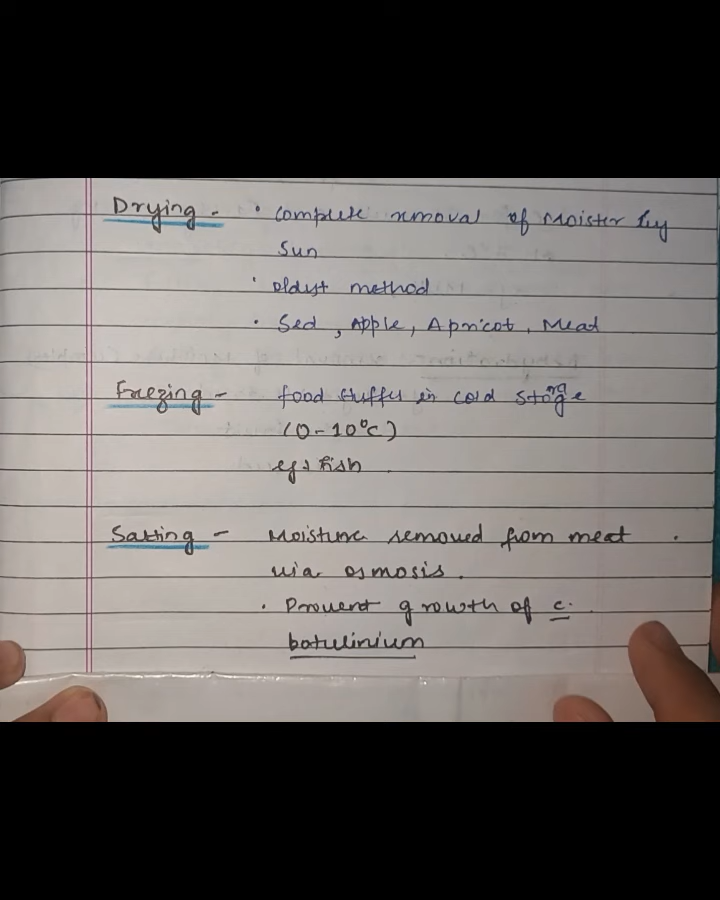 Drying - • Complete removal of Moister by
Sun
• oldest method
• Sed, Apple, Apricot, Meat
Freezing - food stuffs in cold storage
(0-10°c)
eg: fish
Salting - Moisture removed from meat .
via osmosis.
• Prevent growth of c.
botulinium